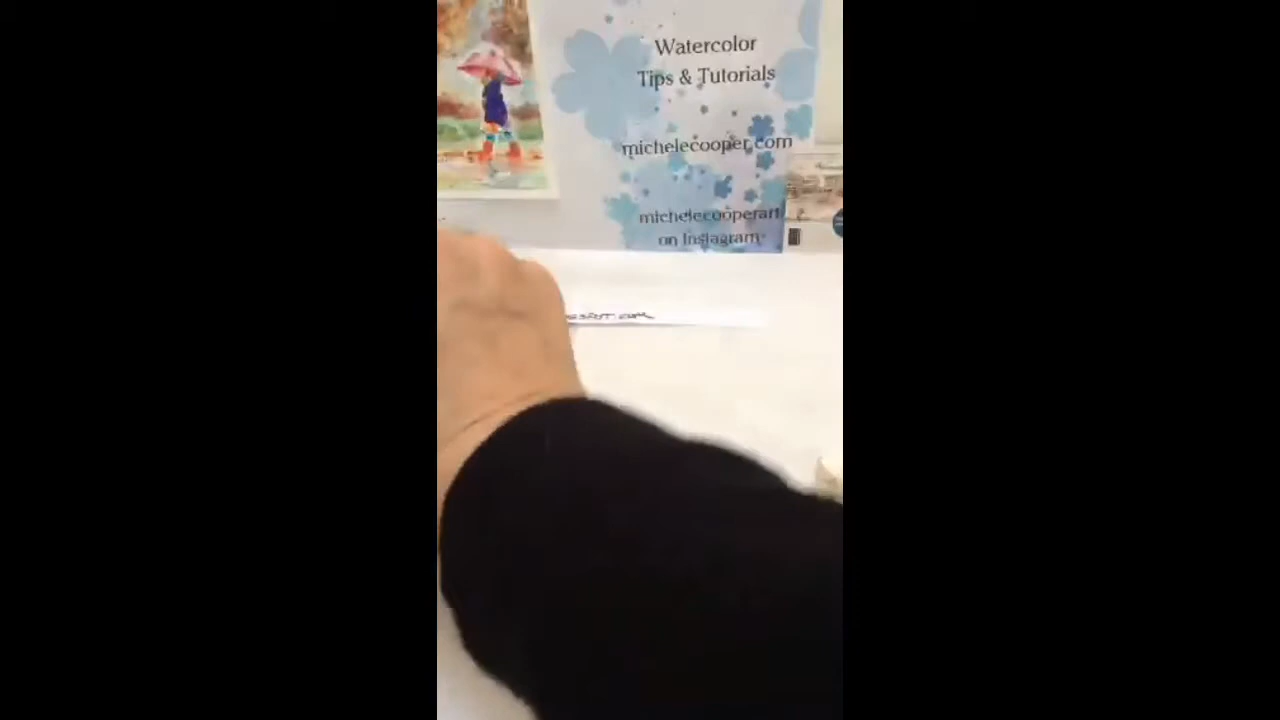 Watercolor
Tips & Tutorials
michelecooper.com
michelecooperart
on Instagram